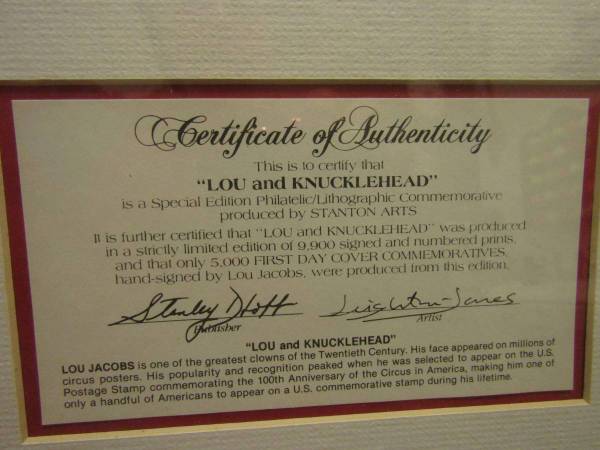 Certificate of Authenticity
This is to certify that
"LOU and KNUCKLEHEAD"
is a Special Edition Philatelic/Lithographic Commemorative
produced by STANTON ARTS
It is further certified that "LOU and KNUCKLEHEAD" was produced
in a strictly limited edition of 9,900 signed and numbered prints,
and that only 5,000 FIRST DAY COVER COMMEMORATIVES,
hand-signed by Lou Jacobs, were produced from this edition.
Stanley Leighton-Jones
Publisher Artist
"LOU and KNUCKLEHEAD"
LOU JACOBS is one of the greatest clowns of the Twentieth Century. His face appeared on millions of
circus posters. His popularity and recognition peaked when he was selected to appear on the U.S.
Postage Stamp commemorating the 100th Anniversary of the Circus in America, making him one of
only a handful of Americans to appear on a U.S. commemorative stamp during his lifetime.